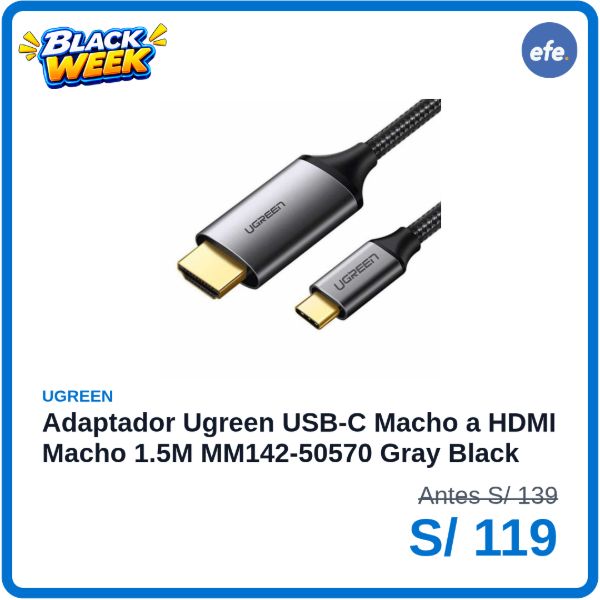 BLACK
WEEK
efe.
UGREEN
UGREEN
UGREEN
Adaptador Ugreen USB-C Macho a HDMI
Macho 1.5M MM142-50570 Gray Black
Antes S/ 139
S/ 119